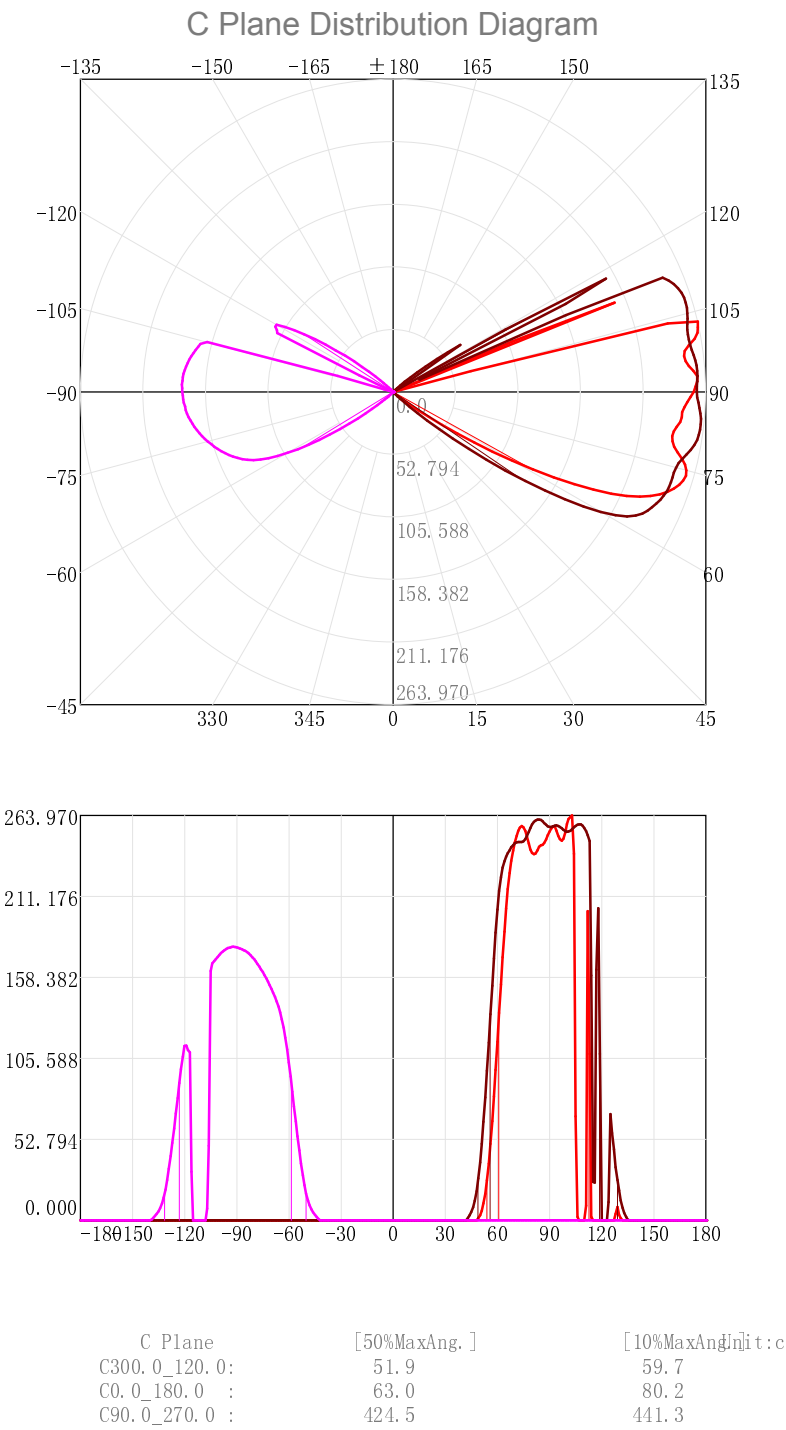 C Plane Distribution Diagram
-135 -150 -165 ±180 165 150
135
-120 120
-105 105
-90 90
0.0
52.794
-75 75
105.588
-60 60
158.382
211.176
263.970
-45
330 345 0 15 30 45
263.970
211.176
158.382
105.588
52.794
0.000
-180 -150 -120 -90 -60 -30 0 30 60 90 120 150 180
C Plane [50%MaxAng.] [10%MaxAng.] Unit:c
C300.0_120.0: 51.9 59.7
C0.0_180.0 : 63.0 80.2
C90.0_270.0 : 424.5 441.3